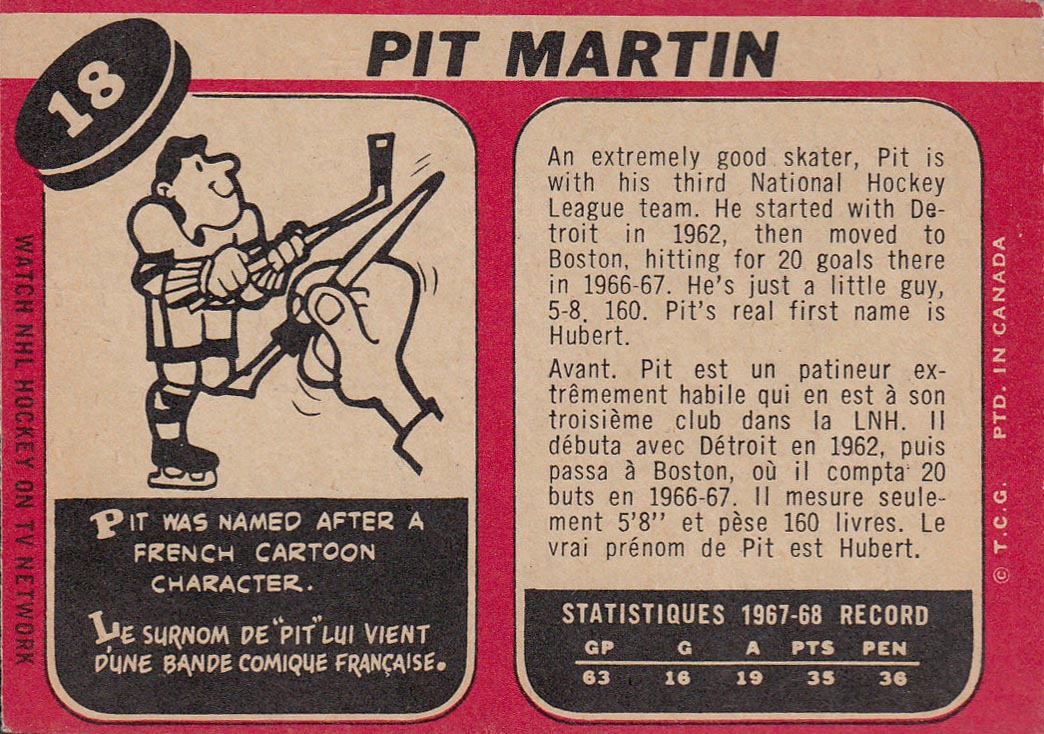 18
PIT MARTIN
WATCH NHL HOCKEY ON TV NETWORK
PIT WAS NAMED AFTER A
FRENCH CARTOON
CHARACTER.
LE SURNOM DE "PIT" LUI VIENT
D'UNE BANDE COMIQUE FRANÇAISE.
An extremely good skater, Pit is
with his third National Hockey
League team. He started with De-
troit in 1962, then moved to
Boston, hitting for 20 goals there
in 1966-67. He's just a little guy,
5-8. 160. Pit's real first name is
Hubert.
Avant. Pit est un patineur ex-
trêmement habile qui en est à son
troisième club dans la LNH. Il
débuta avec Détroit en 1962, puis
passa à Boston, où il compta 20
buts en 1966-67. Il mesure seule-
ment 5'8" et pèse 160 livres. Le
vrai prénom de Pit est Hubert.
STATISTIQUES 1967-68 RECORD
GP G A PTS PEN
63 16 19 35 36
© T.C.G. PTD. IN CANADA